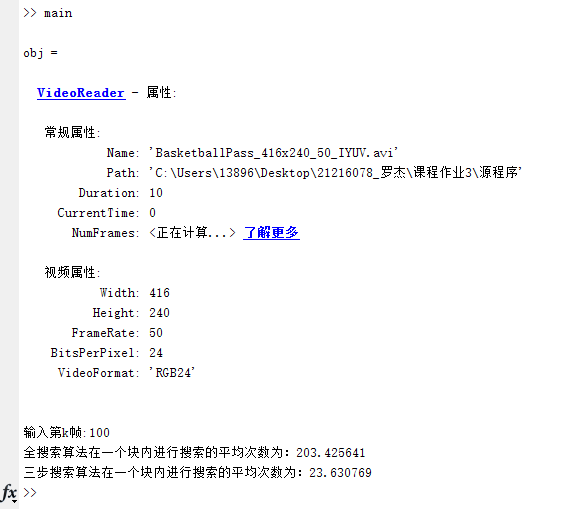 >> main
obj =
VideoReader - 属性:
常规属性:
Name: 'BasketballPass_416x240_50_IYUV.avi'
Path: 'C:\Users\13896\Desktop\21216078_罗杰\课程作业3\源程序'
Duration: 10
CurrentTime: 0
NumFrames: <正在计算...> 了解更多
视频属性:
Width: 416
Height: 240
FrameRate: 50
BitsPerPixel: 24
VideoFormat: 'RGB24'
输入第k帧:100
全搜索算法在一个块内进行搜索的平均次数为: 203.425641
三步搜索算法在一个块内进行搜索的平均次数为: 23.630769
fx >>